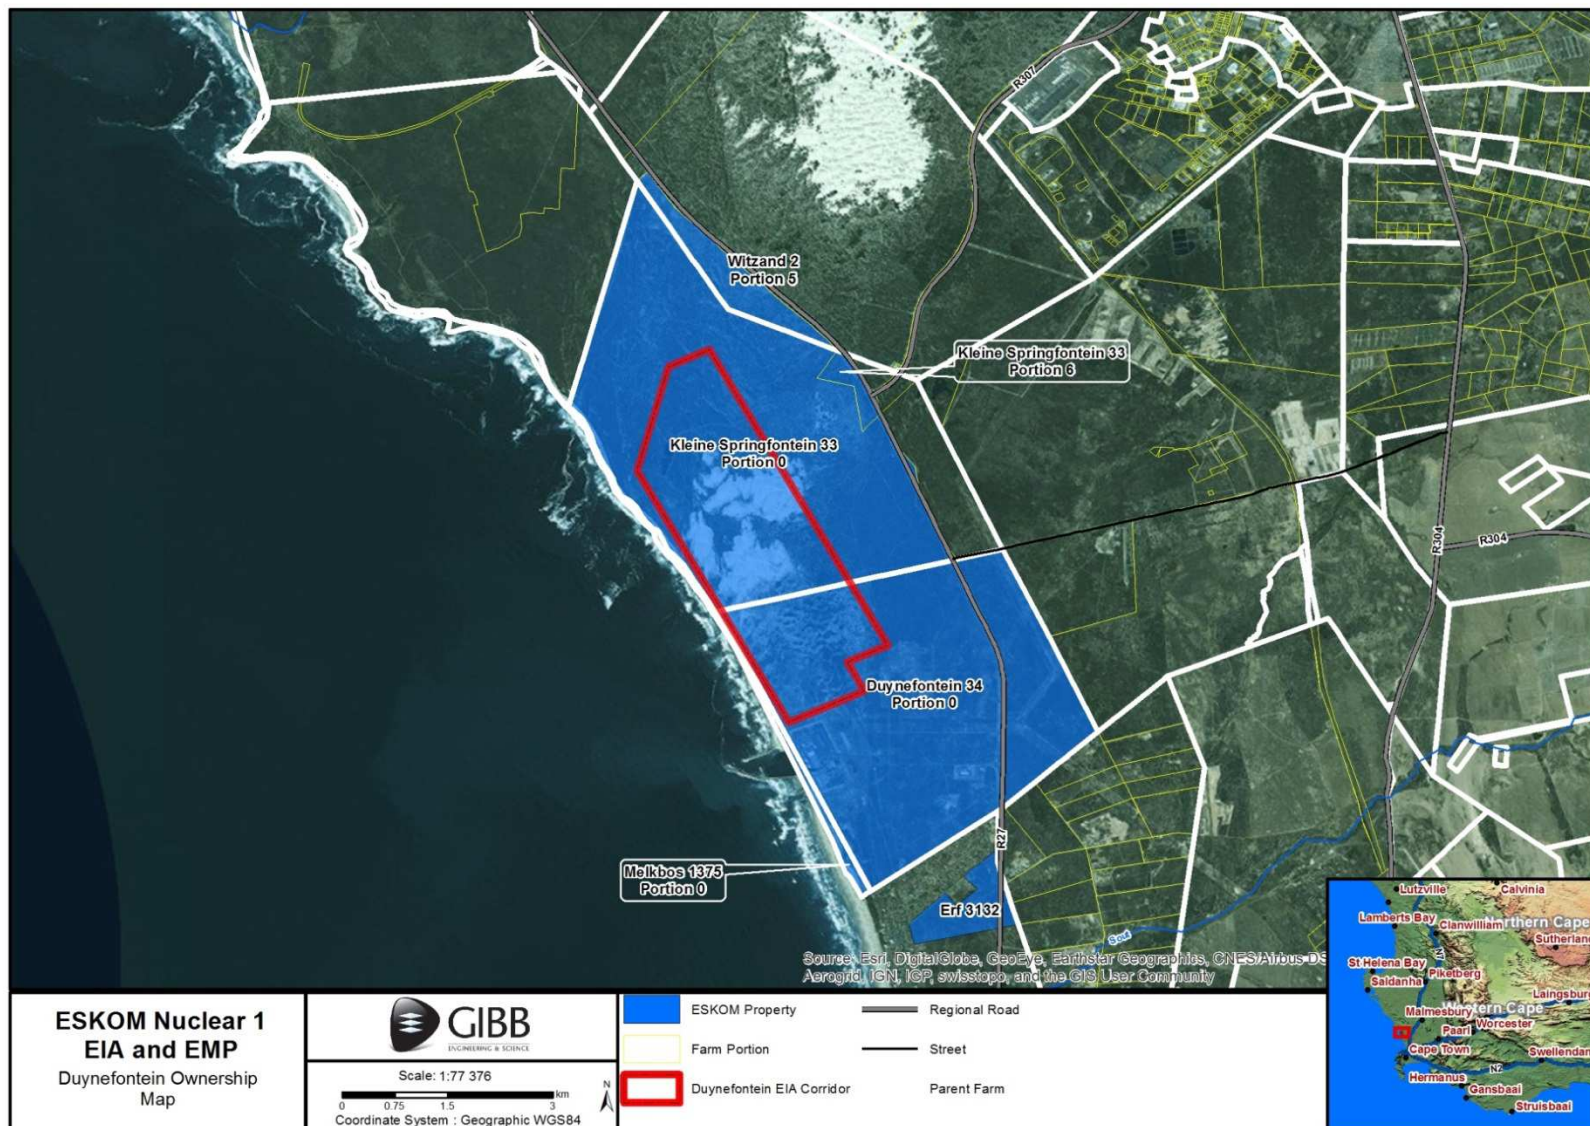 R307
Witzand 2
Portion 5
Kleine Springfontein 33
Portion 6
Kleine Springfontein 33
Portion 0
R304
R304
Duynefontein 34
Portion 0
R27
Melkbos 1375
Portion 0
Erf 3132
Sout
Source: Esri, DigitalGlobe, GeoEye, Earthstar Geographics, CNES/Airbus DS
Aerogrid, IGN, IGP, swisstopo, and the GIS User Community
Lutzville
Calvinia
Lamberts Bay
Clanwilliam
Northern Cape
Sutherland
N7
St Helena Bay
Piketberg
Saldanha
Laingsburg
Western Cape
Malmesbury
Worcester
Paarl
Cape Town
Swellendam
N2
Hermanus
Gansbaai
Struisbaai
ESKOM Nuclear 1
EIA and EMP
Duynefontein Ownership
Map
GIBB
ENGINEERING & SCIENCE
Scale: 1:77 376
km
0 0.75 1.5 3
N
Coordinate System : Geographic WGS84
ESKOM Property
Farm Portion
Duynefontein EIA Corridor
Regional Road
Street
Parent Farm